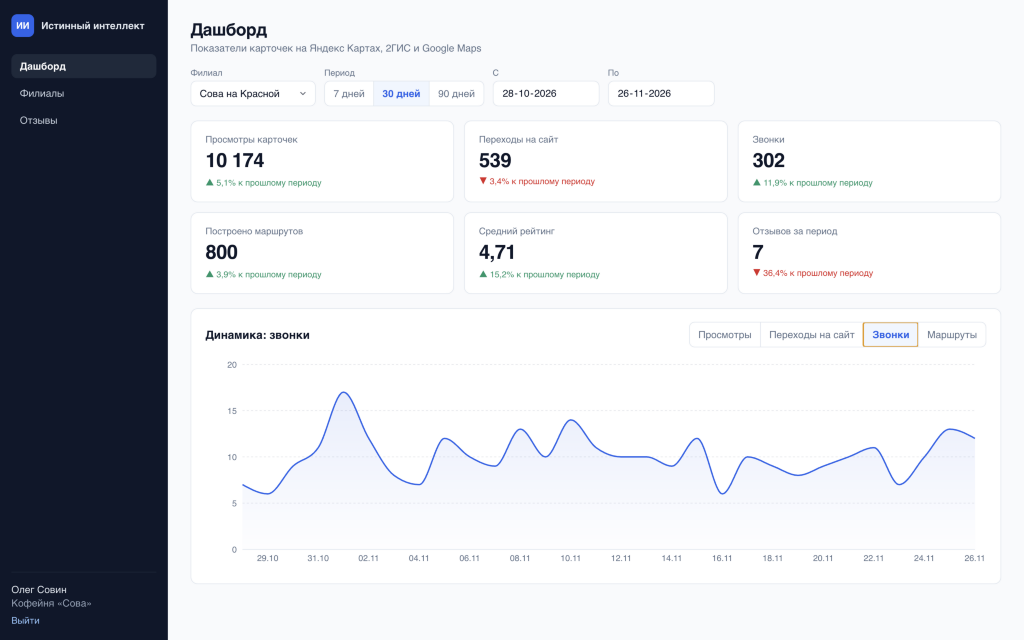 ИИ Истинный интеллект
Дашборд
Филиалы
Отзывы
Олег Совин
Кофейня «Сова»
Выйти
Дашборд
Показатели карточек на Яндекс Картах, 2ГИС и Google Maps
Филиал Период С По
Сова на Красной 7 дней 30 дней 90 дней 28-10-2026 26-11-2026
Просмотры карточек
10 174
▲ 5,1% к прошлому периоду
Переходы на сайт
539
▼ 3,4% к прошлому периоду
Звонки
302
▲ 11,9% к прошлому периоду
Построено маршрутов
800
▲ 3,9% к прошлому периоду
Средний рейтинг
4,71
▲ 15,2% к прошлому периоду
Отзывов за период
7
▼ 36,4% к прошлому периоду
Динамика: звонки Просмотры Переходы на сайт Звонки Маршруты
20
15
10
5
0
29.10 31.10 02.11 04.11 06.11 08.11 10.11 12.11 14.11 16.11 18.11 20.11 22.11 24.11 26.11